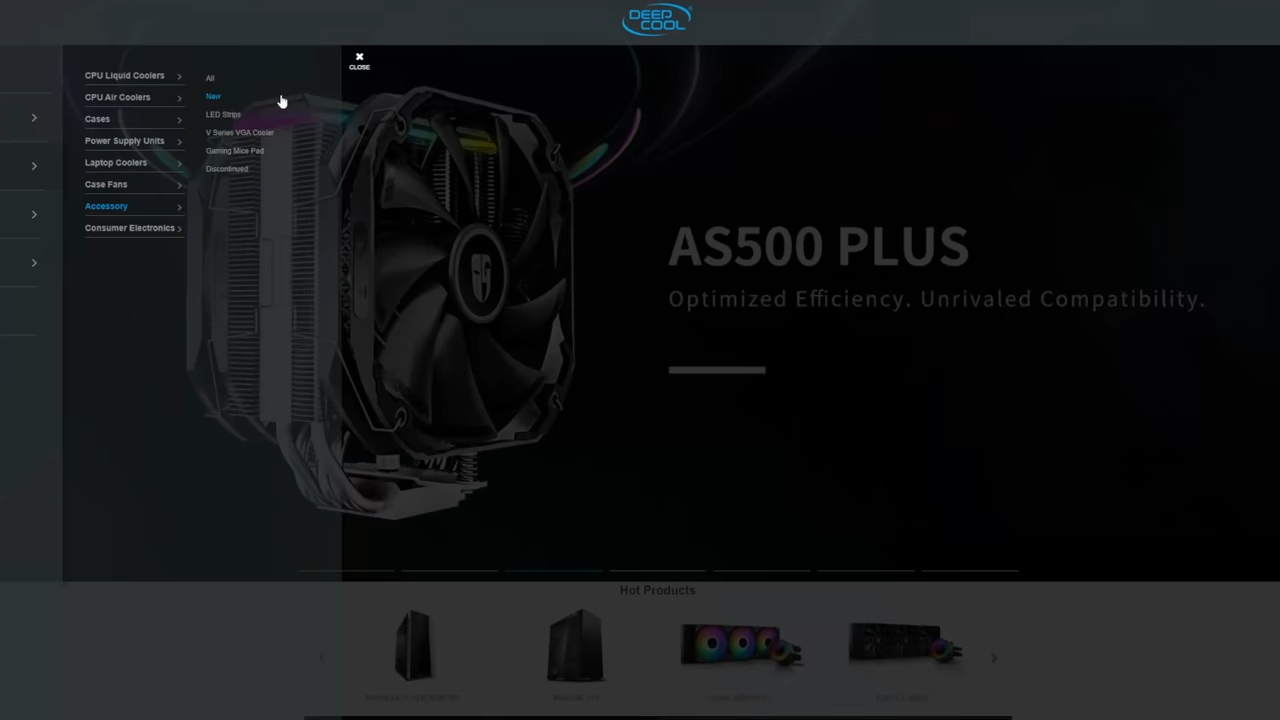 DEEP
COOL
CLOSE
CPU Liquid Coolers
CPU Air Coolers
Cases
Power Supply Units
Laptop Coolers
Case Fans
Accessory
Consumer Electronics
All
New
LED Strips
V Series VGA Cooler
Gaming Mice Pad
Discontinued
AS500 PLUS
Optimized Efficiency. Unrivaled Compatibility.
Hot Products